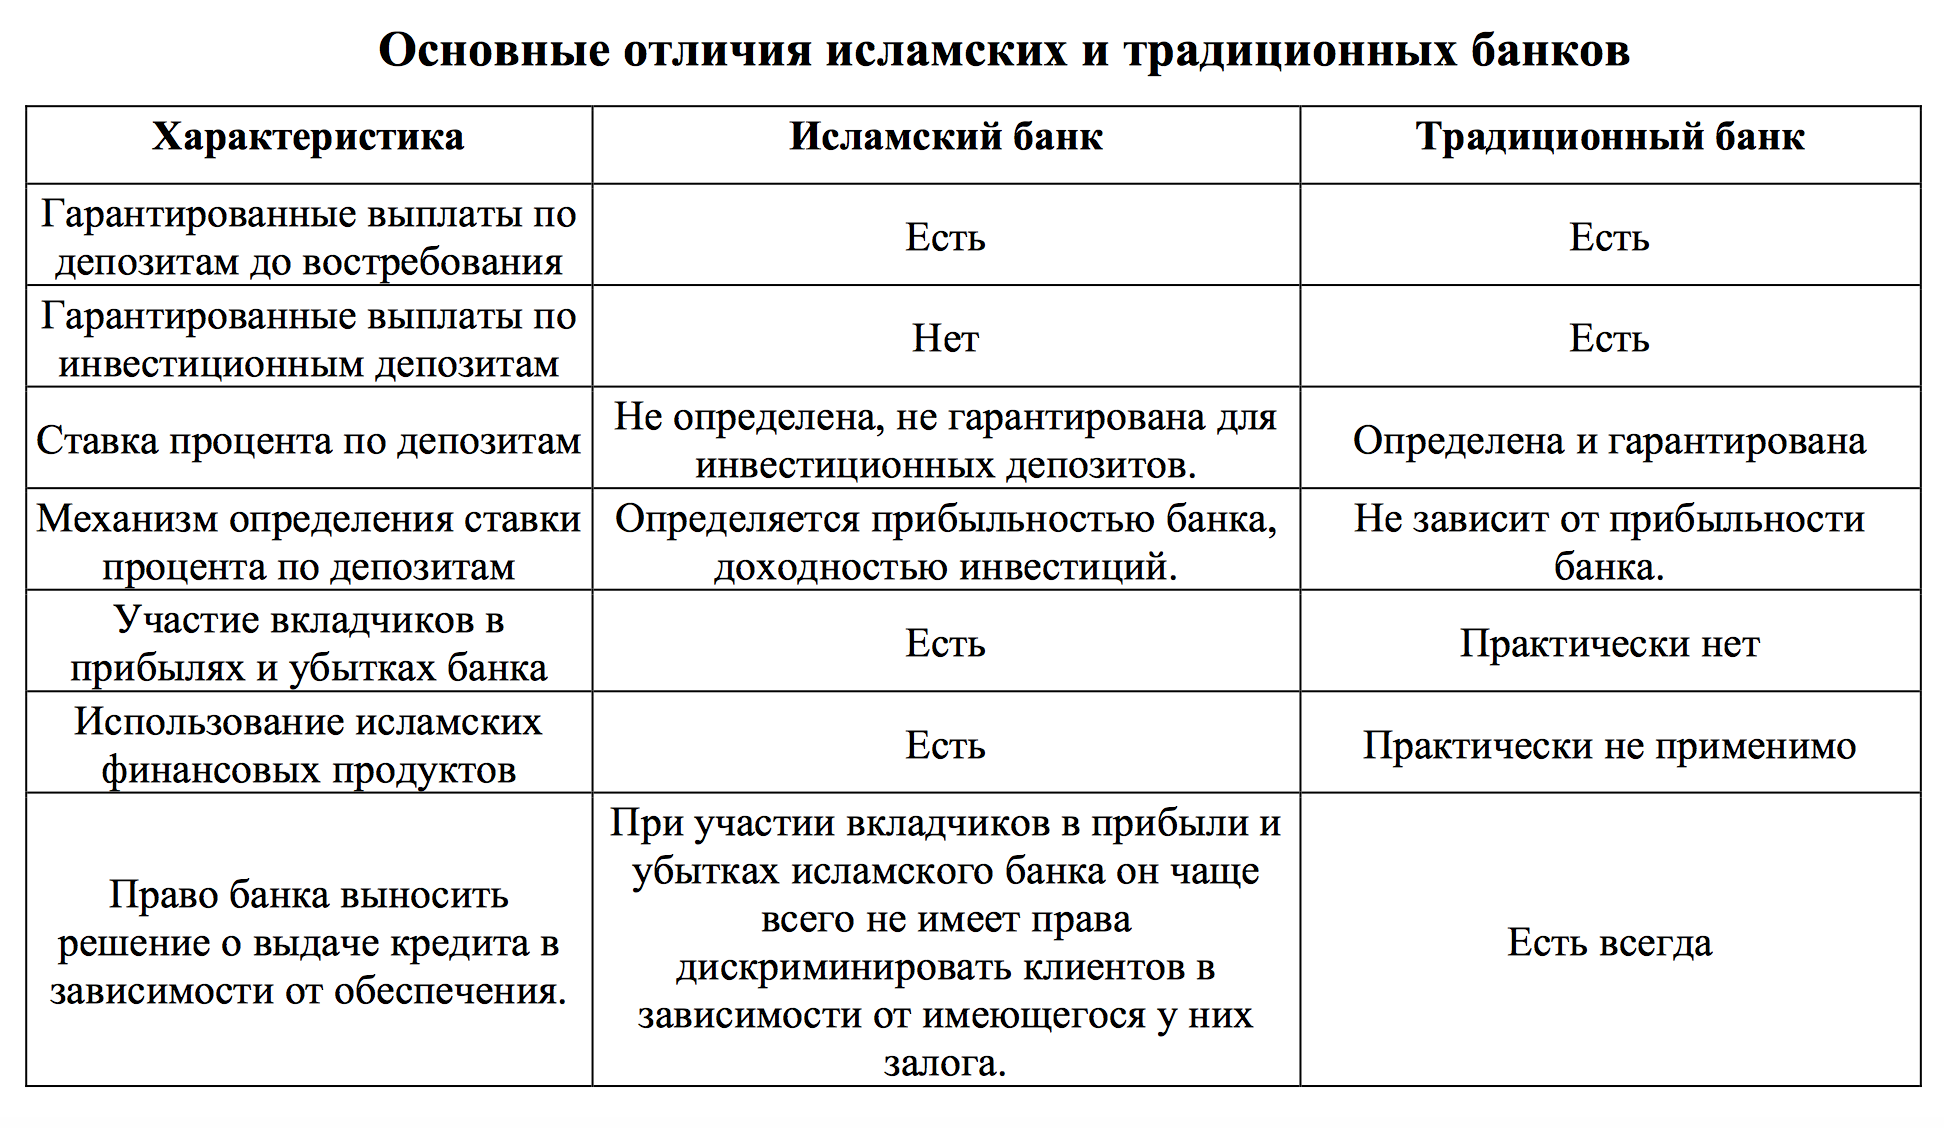 Основные отличия исламских и традиционных банков
Характеристика
Исламский банк
Традиционный банк
Гарантированные выплаты по
депозитам до востребования
Есть
Есть
Гарантированные выплаты по
инвестиционным депозитам
Нет
Есть
Ставка процента по депозитам
Не определена, не гарантирована для
инвестиционных депозитов.
Определена и гарантирована
Механизм определения ставки
процента по депозитам
Определяется прибыльностью банка,
доходностью инвестиций.
Не зависит от прибыльности
банка.
Участие вкладчиков в
прибылях и убытках банка
Есть
Практически нет
Использование исламских
финансовых продуктов
Есть
Практически не применимо
Право банка выносить
решение о выдаче кредита в
зависимости от обеспечения.
При участии вкладчиков в прибыли и
убытках исламского банка он чаще
всего не имеет права
дискриминировать клиентов в
зависимости от имеющегося у них
залога.
Есть всегда